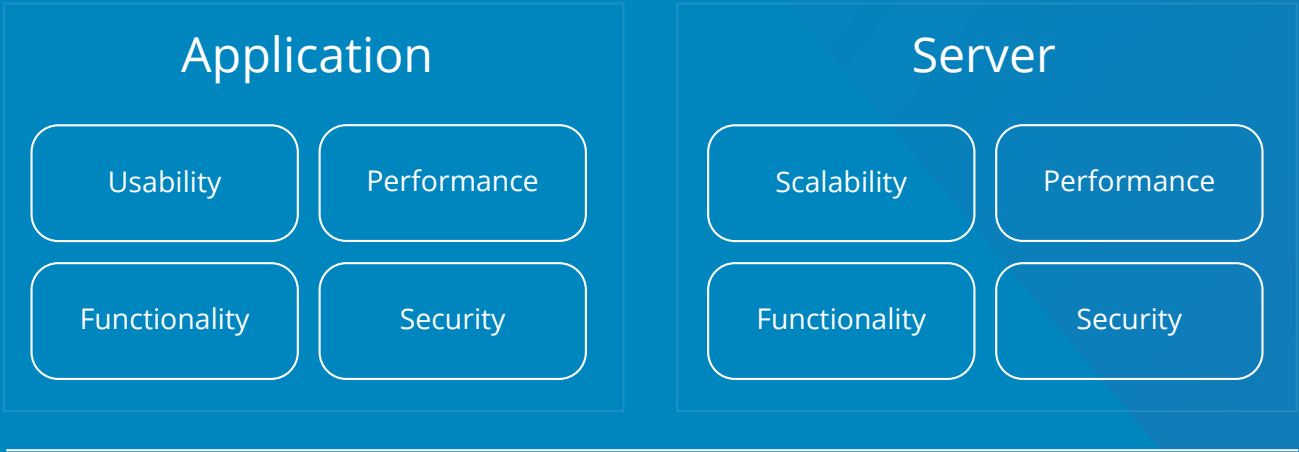 Application
Usability
Performance
Functionality
Security
Server
Scalability
Performance
Functionality
Security